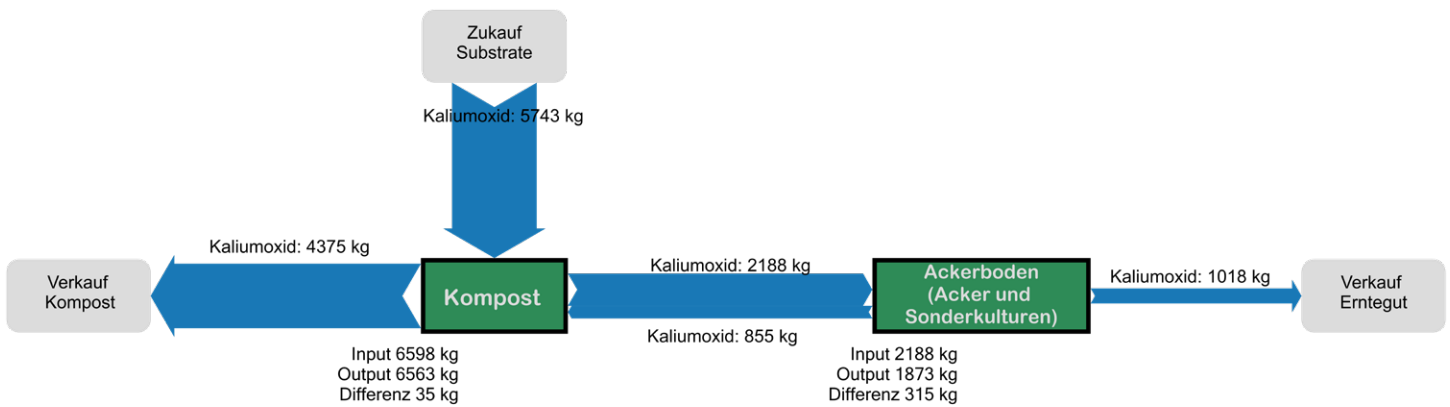 Zukauf
Substrate
Kaliumoxid: 5743 kg
Kaliumoxid: 4375 kg
Verkauf
Kompost
Kompost
Kaliumoxid: 2188 kg
Kaliumoxid: 855 kg
Ackerboden
(Acker und
Sonderkulturen)
Kaliumoxid: 1018 kg
Verkauf
Erntegut
Input 6598 kg
Output 6563 kg
Differenz 35 kg
Input 2188 kg
Output 1873 kg
Differenz 315 kg